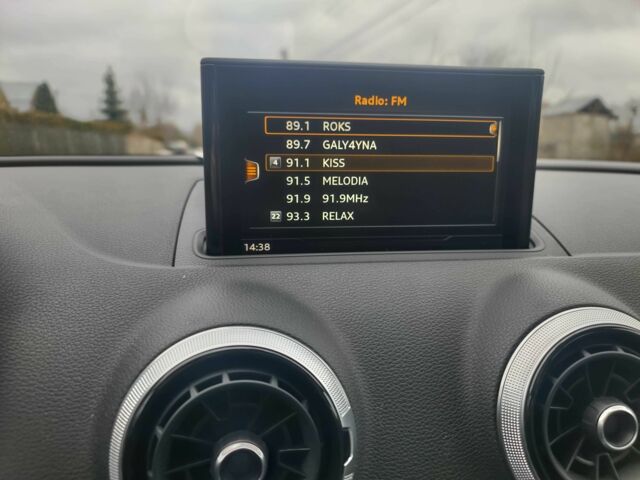 Radio: FM
89.1 ROKS
89.7 GALY4YNA
4 91.1 KISS
91.5 MELODIA
91.9 91.9MHz
22 93.3 RELAX
14:38